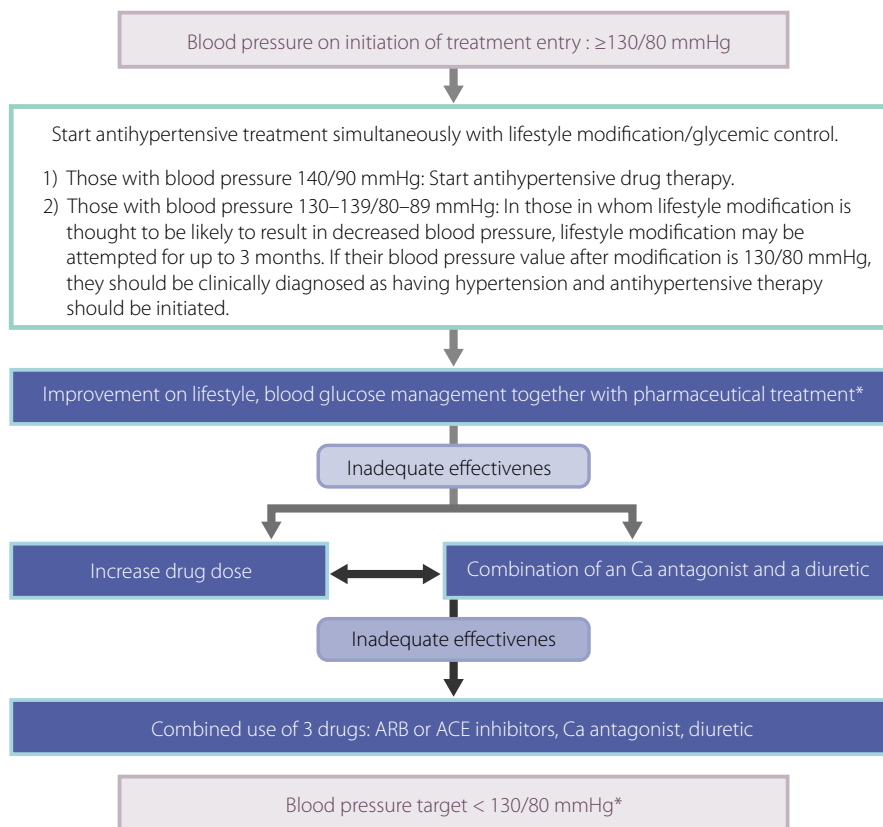 Blood pressure on initiation of treatment entry : ≥130/80 mmHg
Start antihypertensive treatment simultaneously with lifestyle modification/glycemic control.
1) Those with blood pressure 140/90 mmHg: Start antihypertensive drug therapy.
2) Those with blood pressure 130–139/80–89 mmHg: In those in whom lifestyle modification is
thought to be likely to result in decreased blood pressure, lifestyle modification may be
attempted for up to 3 months. If their blood pressure value after modification is 130/80 mmHg,
they should be clinically diagnosed as having hypertension and antihypertensive therapy
should be initiated.
Improvement on lifestyle, blood glucose management together with pharmaceutical treatment*
Inadequate effectivenes
Increase drug dose
Combination of an Ca antagonist and a diuretic
Inadequate effectivenes
Combined use of 3 drugs: ARB or ACE inhibitors, Ca antagonist, diuretic
Blood pressure target < 130/80 mmHg*